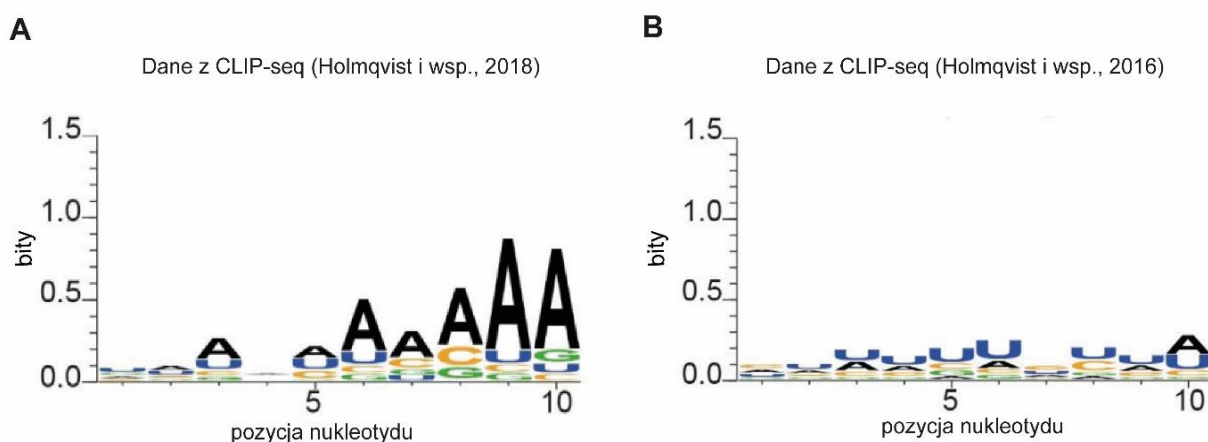 A
Dane z CLIP-seq (Holmqvist i wsp., 2018)
1.5
1.0
0.5
0.0
bity
5
10
pozycja nukleotydu
B
Dane z CLIP-seq (Holmqvist i wsp., 2016)
1.5
1.0
0.5
0.0
bity
5
10
pozycja nukleotydu